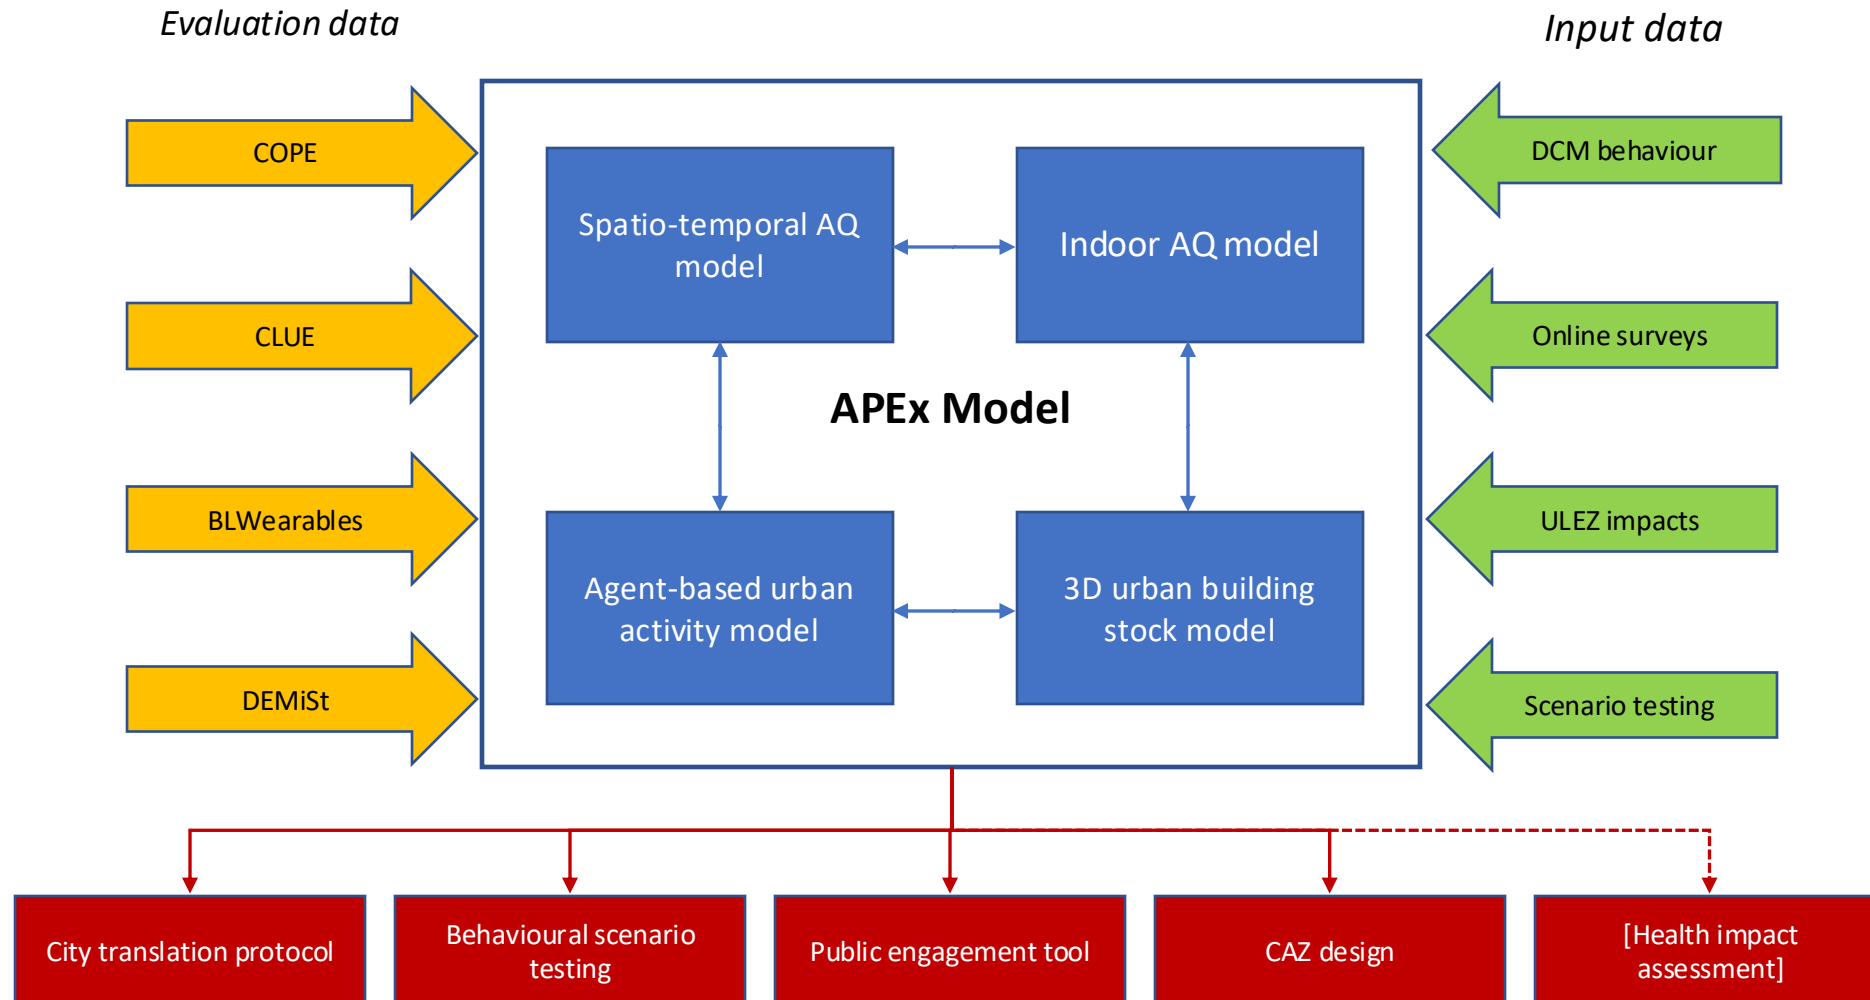 Evaluation data
Input data
COPE
CLUE
BLWearables
DEMiSt
Spatio-temporal AQ
model
Indoor AQ model
APEx Model
Agent-based urban
activity model
3D urban building
stock model
DCM behaviour
Online surveys
ULEZ impacts
Scenario testing
City translation protocol
Behavioural scenario
testing
Public engagement tool
CAZ design
[Health impact
assessment]